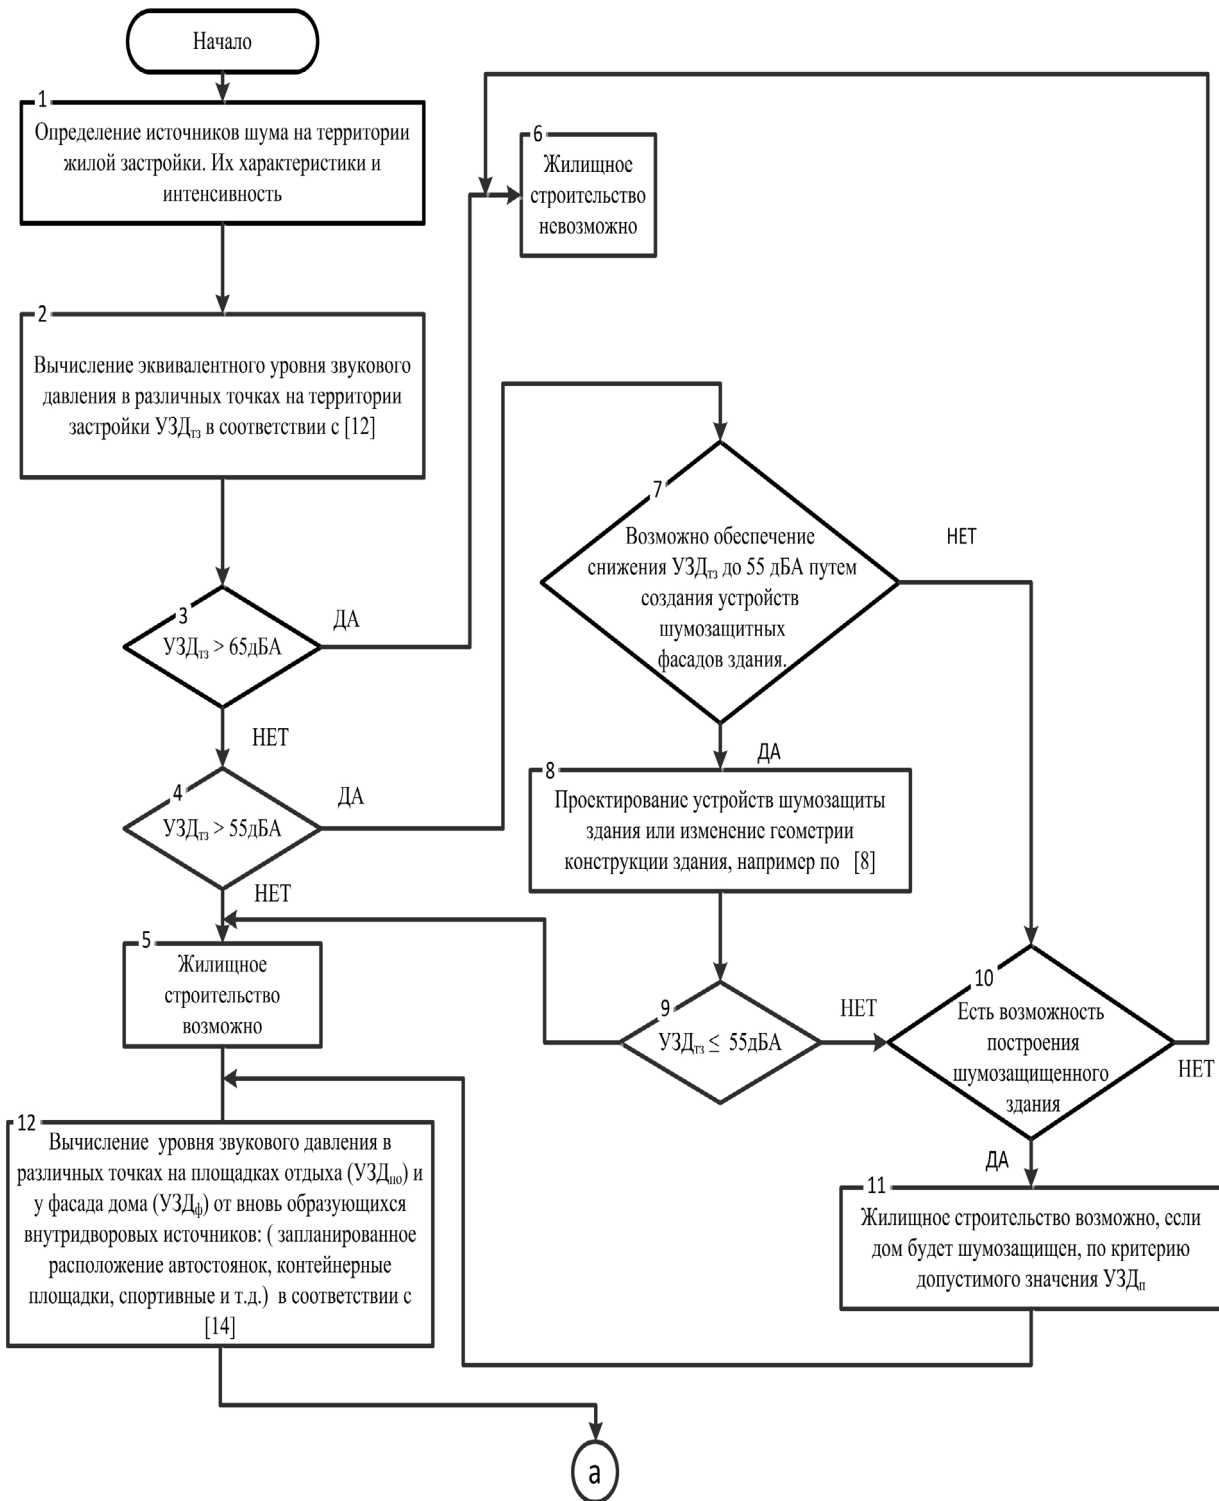 Начало
1
Определение источников шума на территории
жилой застройки. Их характеристики и
интенсивность
2
Вычисление эквивалентного уровня звукового
давления в различных точках на территории
застройки УЗДтз в соответствии с [12]
3
УЗДтз > 65дБА
ДА
НЕТ
4
УЗДтз > 55дБА
ДА
НЕТ
5
Жилищное
строительство
возможно
6
Жилищное
строительство
невозможно
7
Возможно обеспечение
снижения УЗДтз до 55 дБА путем
создания устройств
шумозащитных
фасадов здания.
НЕТ
ДА
8
Проектирование устройств шумозащиты
здания или изменение геометрии
конструкции здания, например по [8]
9
УЗДтз ≤ 55дБА
НЕТ
10
Есть возможность
построения
шумозащищенного
здания
НЕТ
ДА
11
Жилищное строительство возможно, если
дом будет шумозащищен, по критерию
допустимого значения УЗДп
12
Вычисление уровня звукового давления в
различных точках на площадках отдыха (УЗДпо) и
у фасада дома (УЗДф) от вновь образующихся
внутридворовых источников: ( запланированное
расположение автостоянок, контейнерные
площадки, спортивные и т.д.) в соответствии с
[14]
а